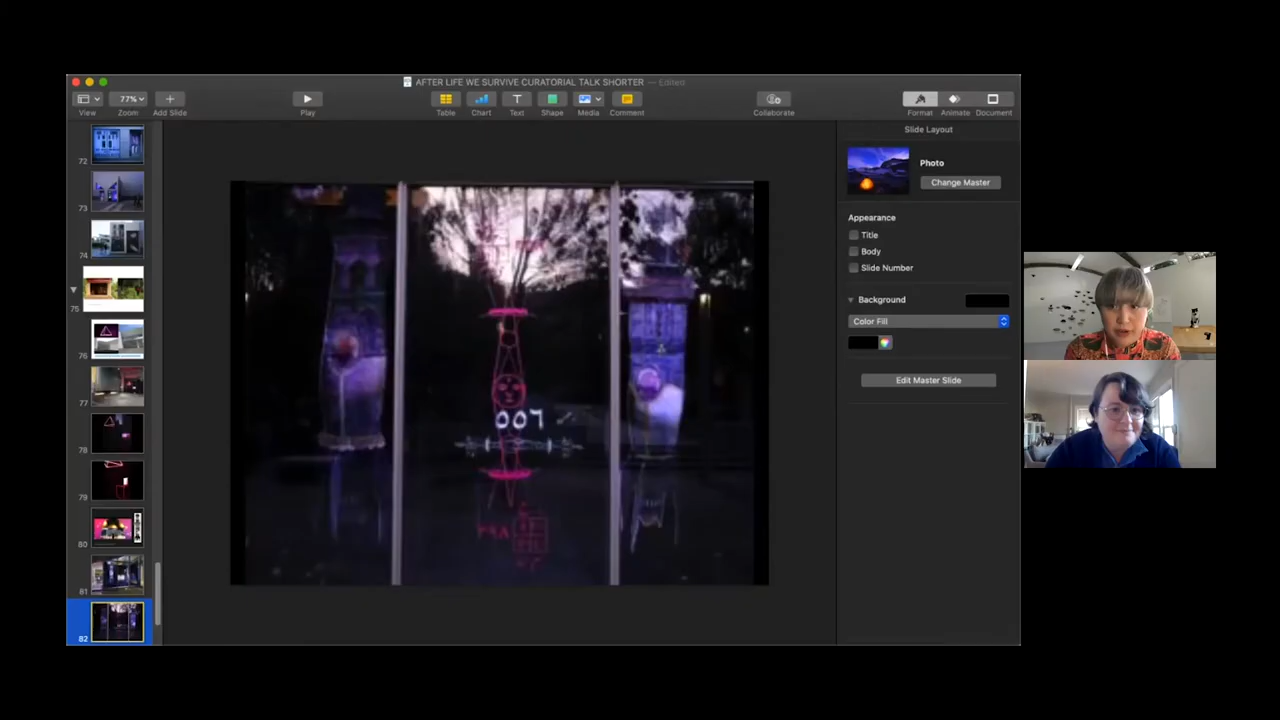 AFTER LIFE WE SURVIVE CURATORIAL TALK SHORTER — Edited
77%
View
Zoom
Add Slide
Play
Table
Chart
Text
Shape
Media
Comment
Collaborate
Format
Animate
Document
Slide Layout
Photo
Change Master
Appearance
Title
Body
Slide Number
Background
Color Fill
Edit Master Slide
72
73
74
75
76
77
78
79
80
81
82